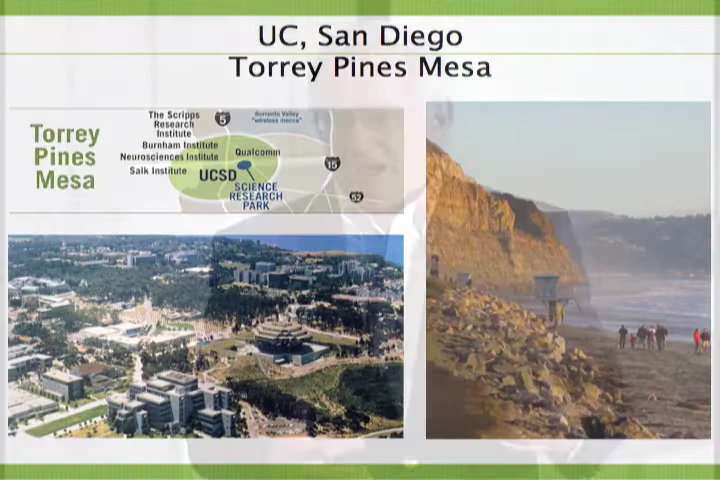 UC, San Diego
Torrey Pines Mesa
Torrey
Pines
Mesa
The Scripps
Research
Institute
Burnham Institute
Neurosciences Institute
Salk Institute
5
Sorrento Valley
"wireless mecca"
Qualcomm
UCSD
SCIENCE
RESEARCH
PARK
15
52